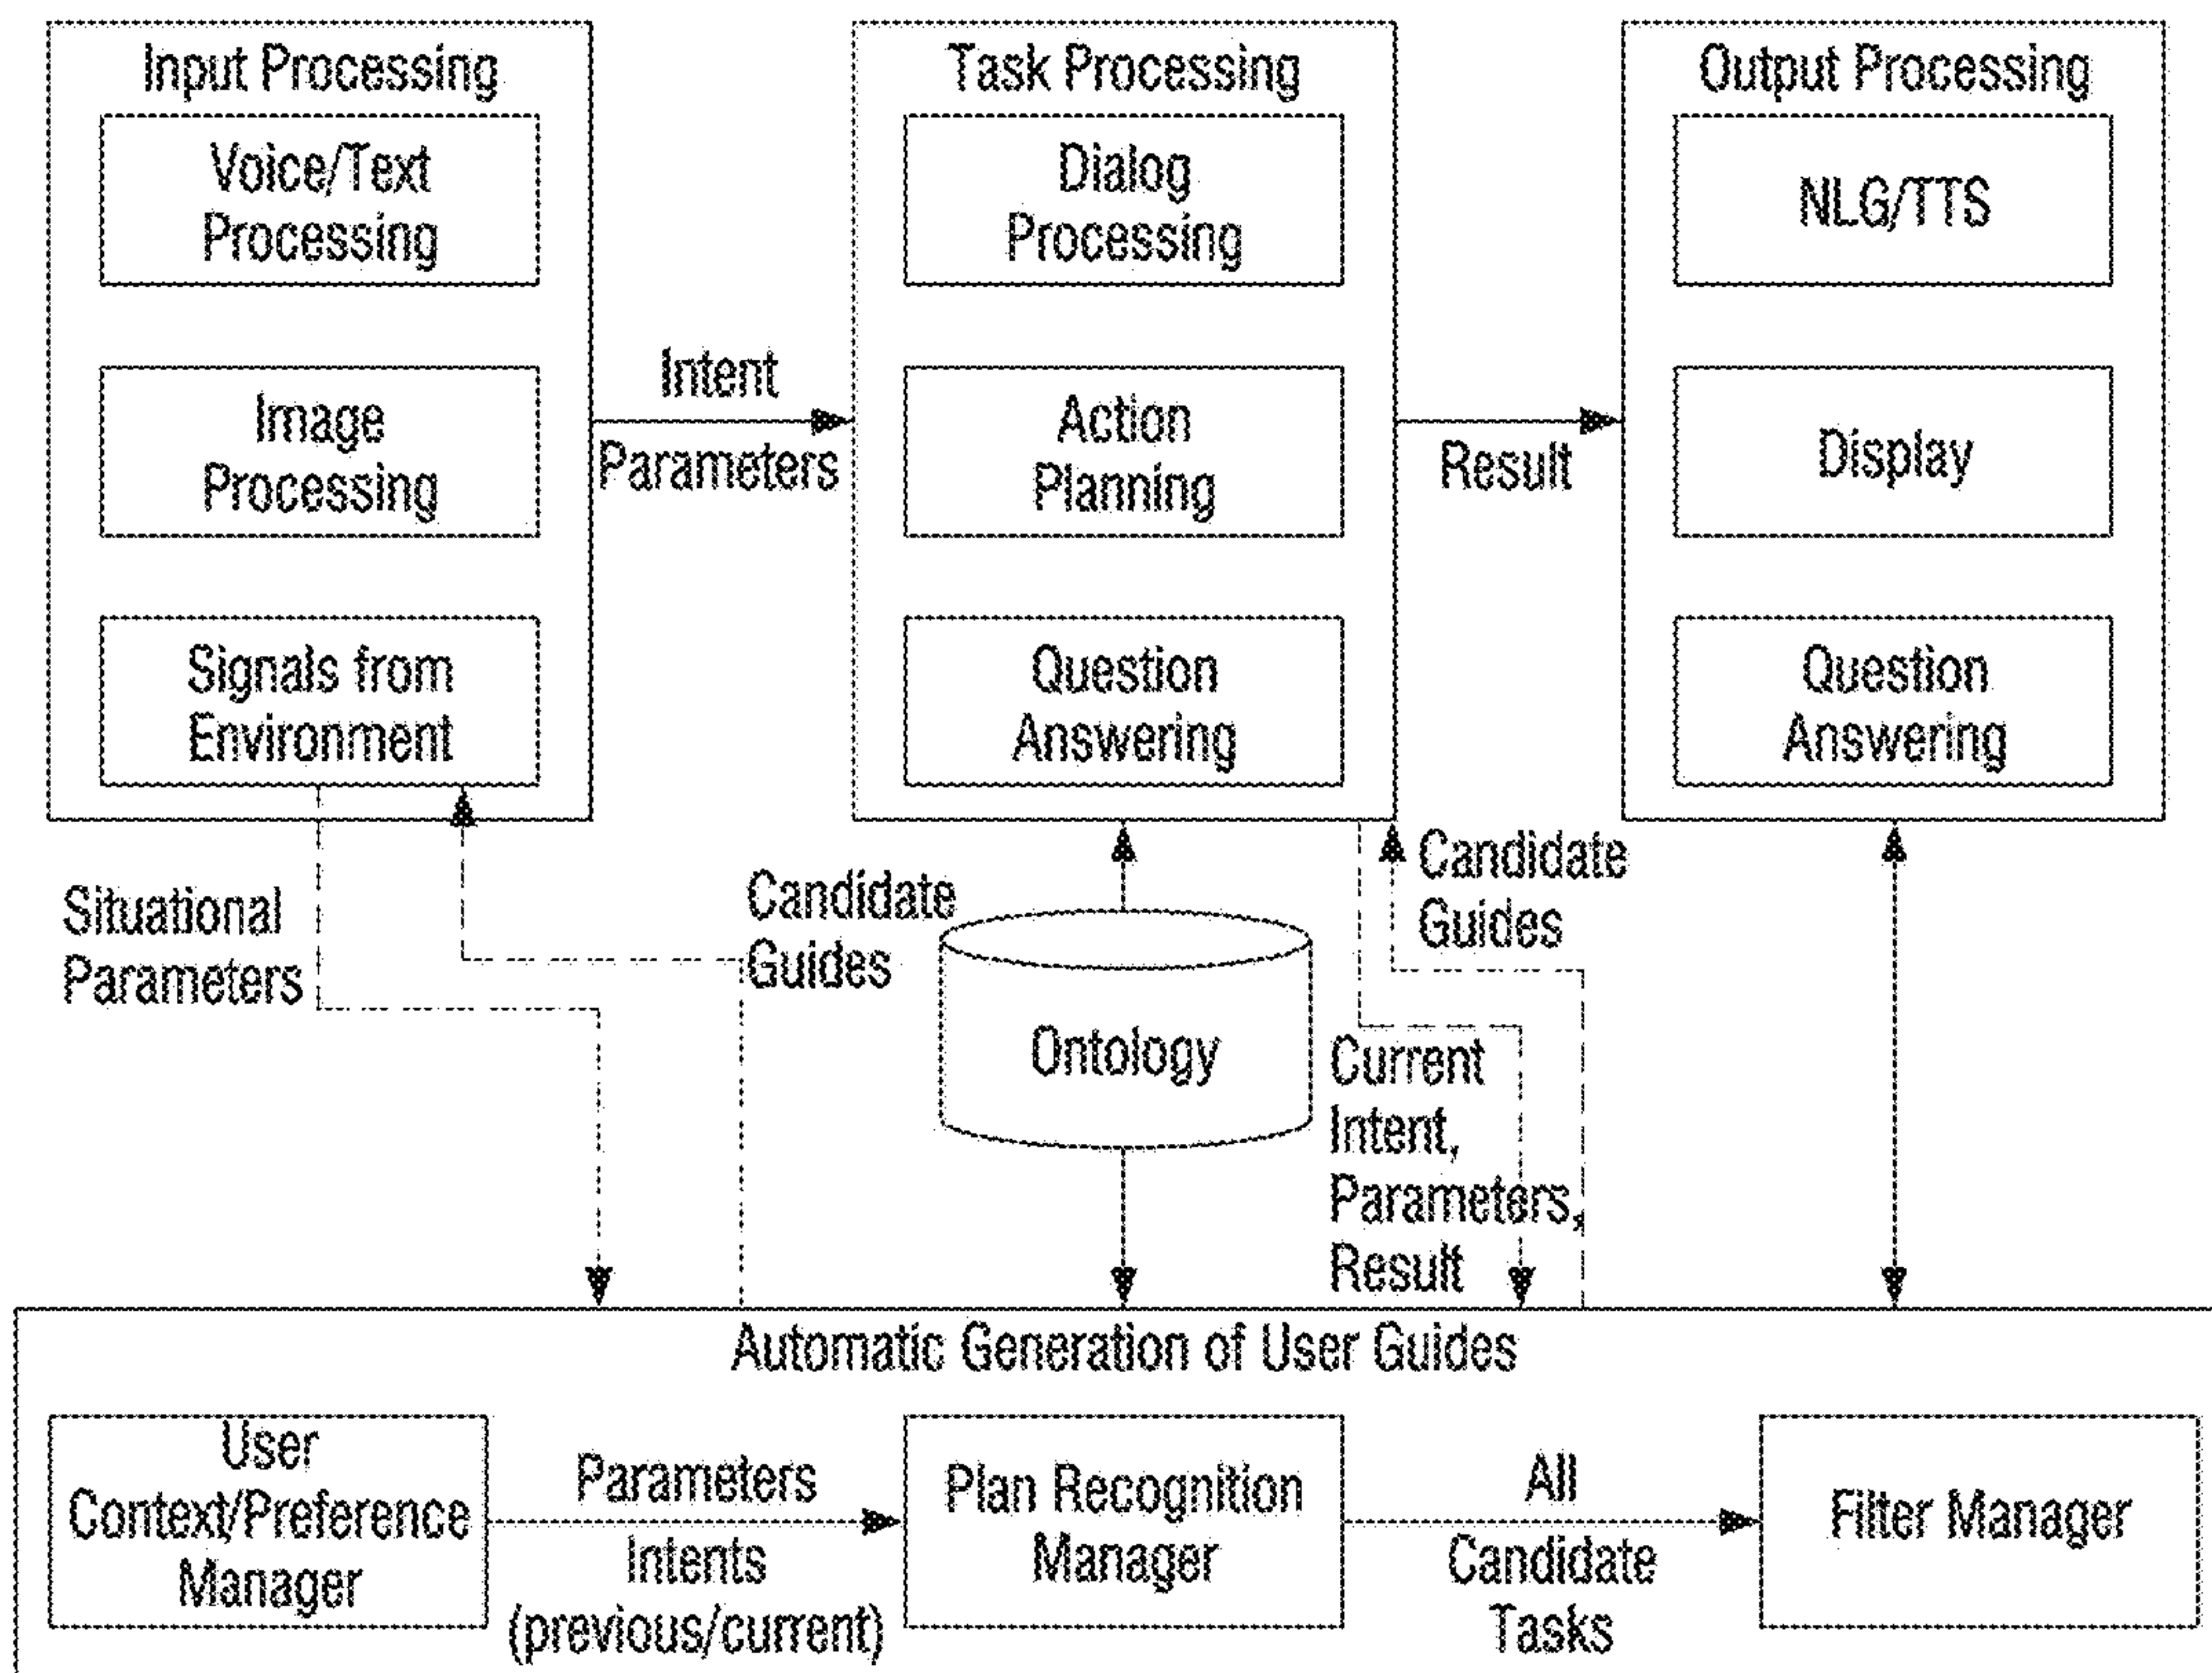 Input Processing
Voice/Text
Processing
Image
Processing
Signals from
Environment
Intent
Parameters
Task Processing
Dialog
Processing
Action
Planning
Question
Answering
Result
Output Processing
NLG/TTS
Display
Question
Answering
Situational
Parameters
Candidate
Guides
Ontology
Candidate
Guides
Current
Intent,
Parameters,
Result
Automatic Generation of User Guides
User
Context/Preference
Manager
Parameters
Intents
(previous/current)
Plan Recognition
Manager
All
Candidate
Tasks
Filter Manager